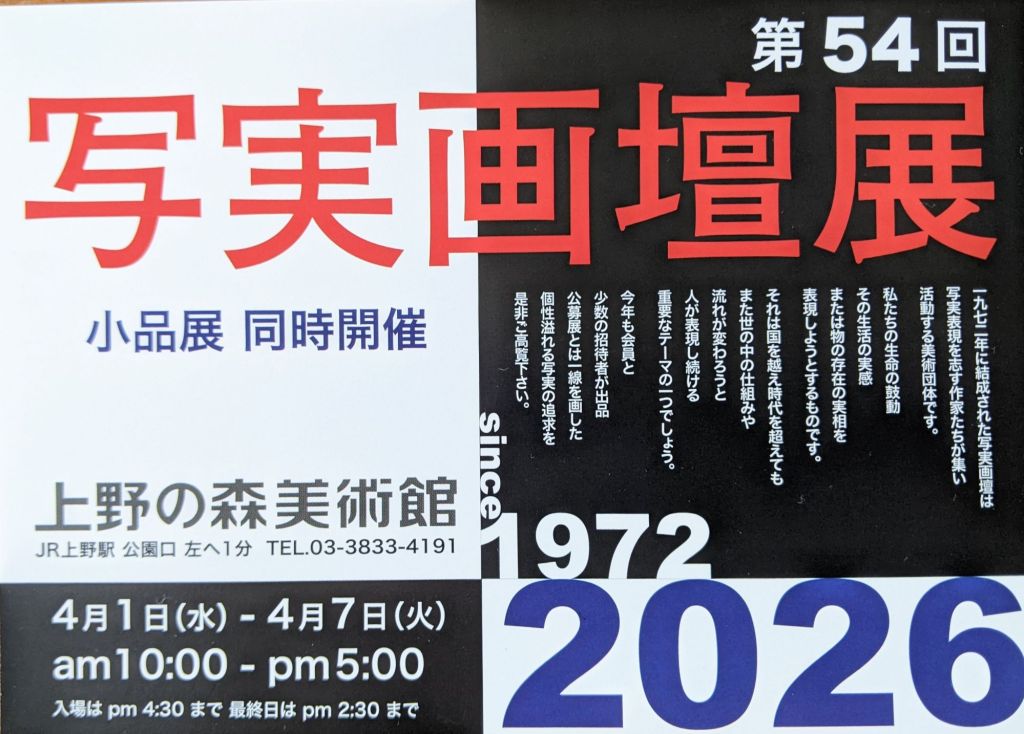 第54回
写実画壇展
小品展 同時開催
一九七二年に結成された写実画壇は
写実表現を志す作家たちが集い
活動する美術団体です。
私たちの生命の鼓動
その生活の実感
または物の存在の実相を
表現しようとするものです。
それは国を越え時代を超えても
また世の中の仕組みや
流れが変わろうと
人が表現し続ける
重要なテーマの一つでしょう。
今年も会員と
少数の招待者が出品
公募展とは一線を画した
個性溢れる写実の追求を
是非ご高覧下さい。
上野の森美術館
JR上野駅 公園口 左へ1分 TEL.03-3833-4191
since
1972
2026
4月1日(水) - 4月7日(火)
am10:00 - pm5:00
入場は pm 4:30 まで 最終日は pm 2:30 まで